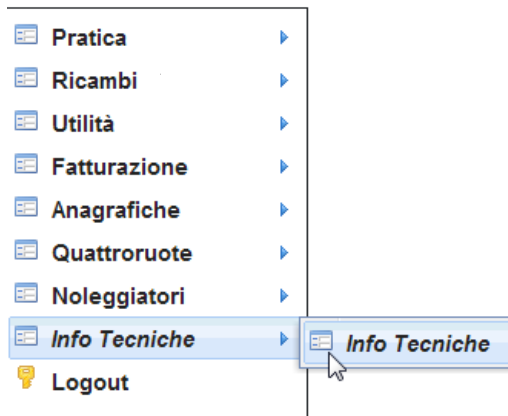 Pratica
Ricambi
Utilità
Fatturazione
Anagrafiche
Quattroruote
Noleggiatori
Info Tecniche
Info Tecniche
Logout